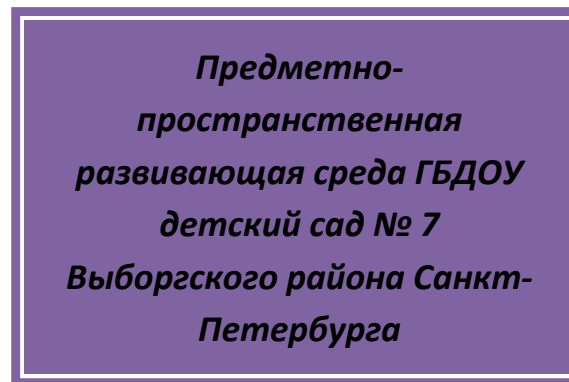 Предметно-
пространственная
развивающая среда ГБДОУ
детский сад № 7
Выборгского района Санкт-
Петербурга